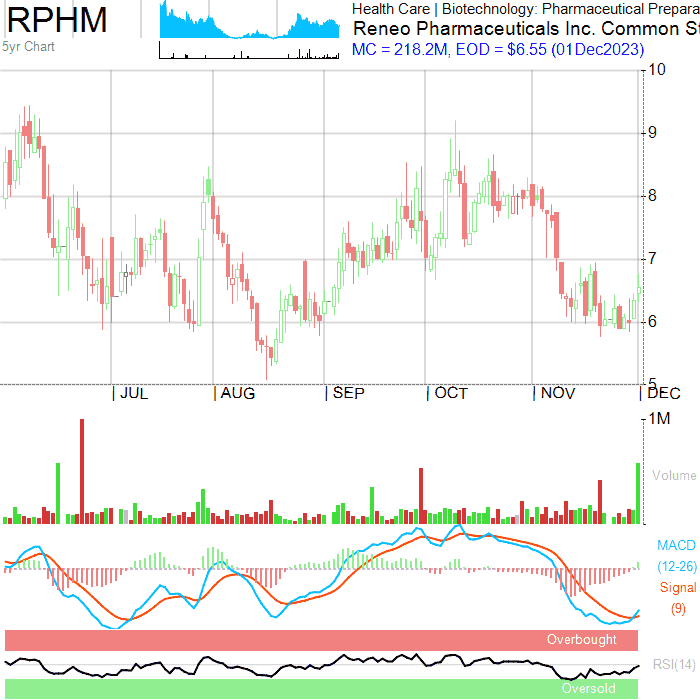 RPHM
5yr Chart
Health Care | Biotechnology: Pharmaceutical Prepara
Reneo Pharmaceuticals Inc. Common St
MC = 218.2M, EOD = $6.55 (01Dec2023)
10
9
8
7
6
5
JUL AUG SEP OCT NOV DEC
1M
Volume
MACD
(12-26)
Signal
(9)
Overbought
RSI(14)
Oversold